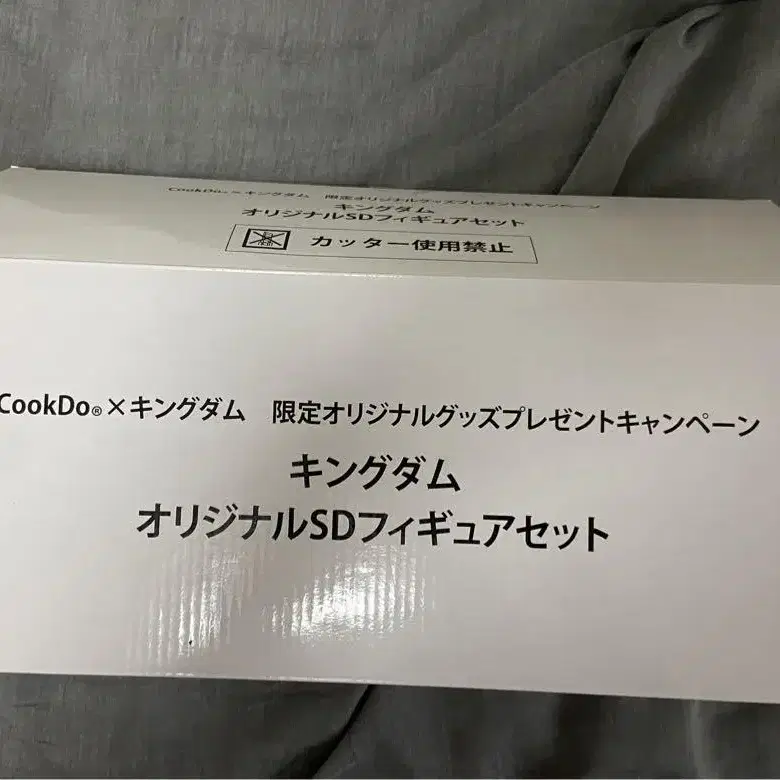 CookDo®×キングダム　限定オリジナルグッズプレゼントキャンペーン
キングダム
オリジナルSDフィギュアセット
カッター使用禁止
CookDo®×キングダム　限定オリジナルグッズプレゼントキャンペーン
キングダム
オリジナルSDフィギュアセット